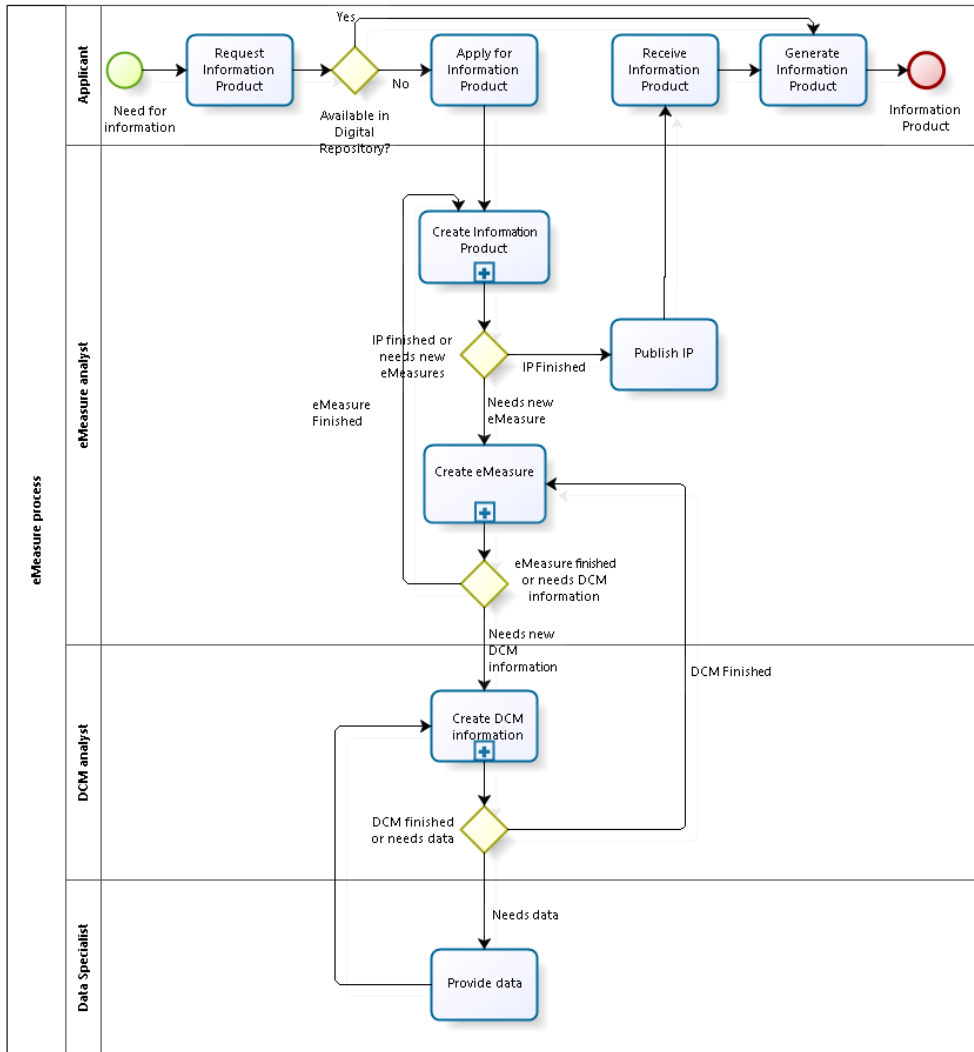 eMeasure process
Applicant
Need for
information
Request
Information
Product
Available in
Digital
Repository?
Yes
No
Apply for
Information
Product
Receive
Information
Product
Generate
Information
Product
Information
Product
eMeasure analyst
Create Information
Product
IP finished or
needs new
eMeasures
IP Finished
Publish IP
Needs new
eMeasure
eMeasure
Finished
Create eMeasure
eMeasure finished
or needs DCM
information
Needs new
DCM
information
DCM Finished
DCM analyst
Create DCM
information
DCM finished
or needs data
Needs data
Data Specialist
Provide data